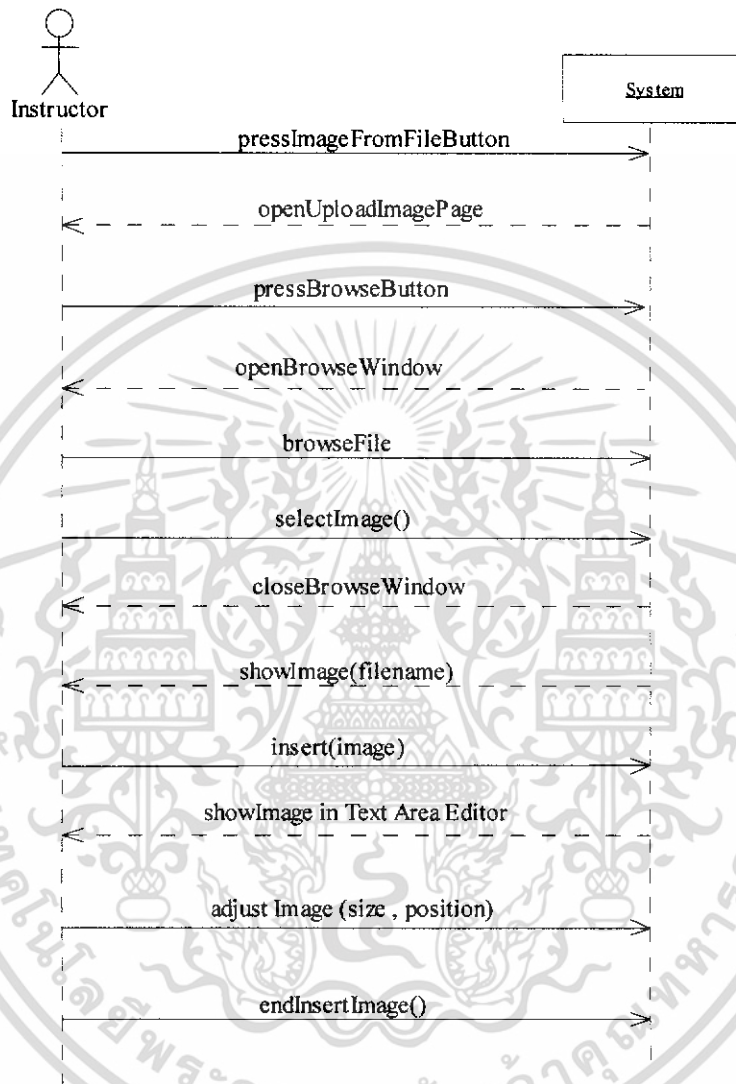 Instructor
System
pressImageFromFileButton
openUploadImagePage
pressBrowseButton
openBrowseWindow
browseFile
selectImage()
closeBrowseWindow
showImage(filename)
insert(image)
showImage in Text Area Editor
adjust Image (size , position)
endInsertImage()